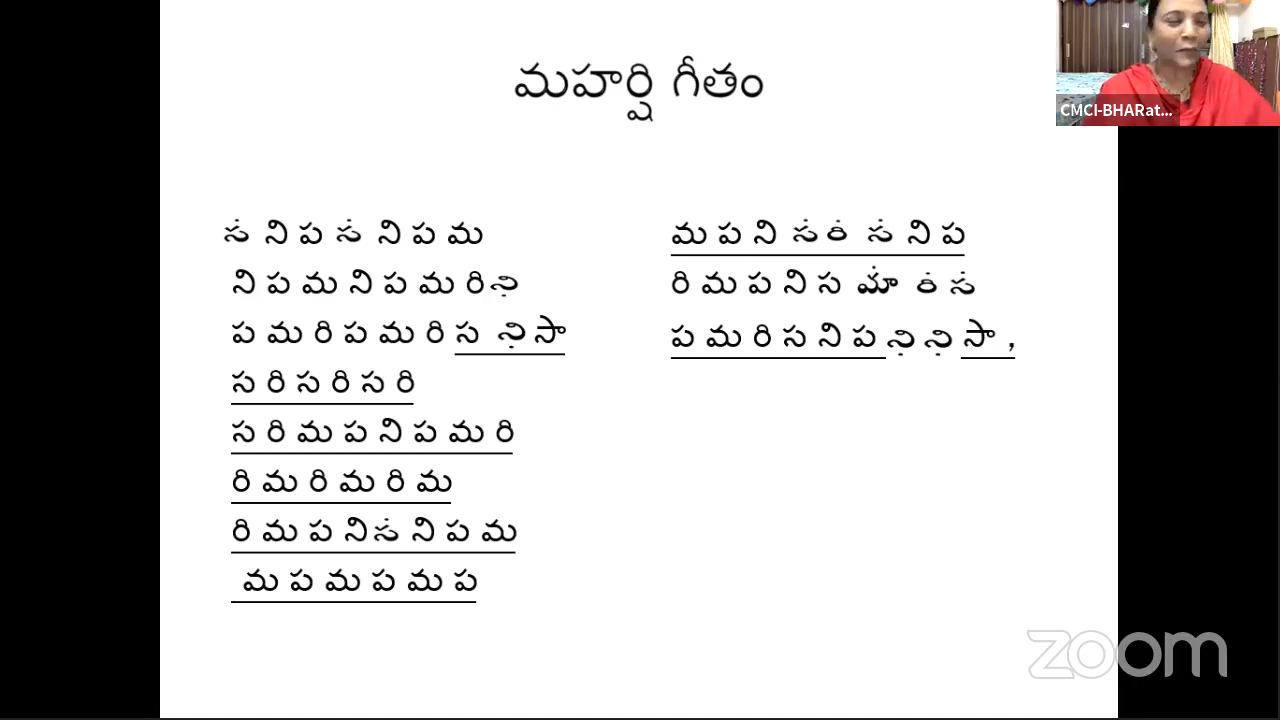 మహర్షి గీతం
CMCI-BHARat...
స̇ ని ప స̇ ని ప మ
ని ప మ ని ప మ రి ని̣
ప మ రి ప మ రి స ని̣ సా
స రి స రి స రి
స రి మ ప ని ప మ రి
రి మ రి మ రి మ
రి మ ప ని స̇ ని ప మ
మ ప మ ప మ ప
మ ప ని స̇ రి̇ స̇ ని ప
రి మ ప ని స మా̇ రి̇ స̇
ప మ రి స ని ప ని̣ ని̣ సా ,
zoom